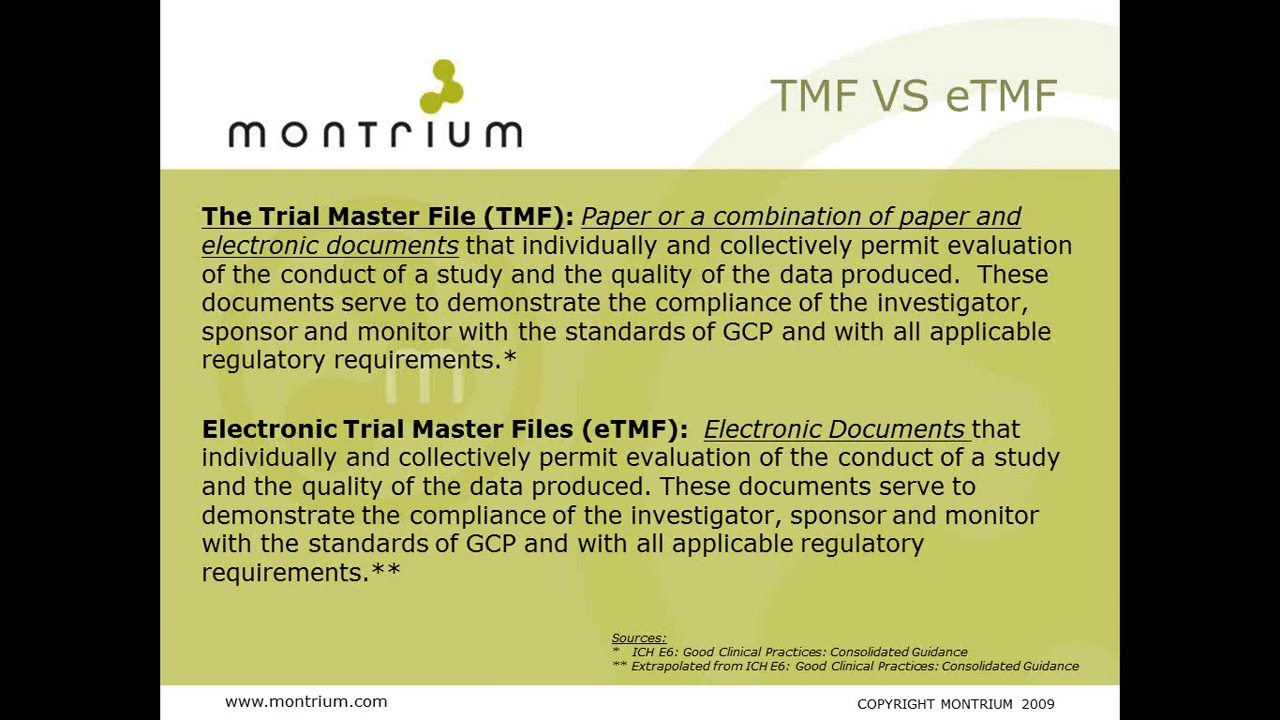 montrium
TMF VS eTMF
The Trial Master File (TMF): Paper or a combination of paper and
electronic documents that individually and collectively permit evaluation
of the conduct of a study and the quality of the data produced.  These
documents serve to demonstrate the compliance of the investigator,
sponsor and monitor with the standards of GCP and with all applicable
regulatory requirements.*
m
Electronic Trial Master Files (eTMF):  Electronic Documents that
individually and collectively permit evaluation of the conduct of a study
and the quality of the data produced. These documents serve to
demonstrate the compliance of the investigator, sponsor and monitor
with the standards of GCP and with all applicable regulatory
requirements.**
Sources:
*   ICH E6: Good Clinical Practices: Consolidated Guidance
** Extrapolated from ICH E6: Good Clinical Practices: Consolidated Guidance
www.montrium.com
COPYRIGHT MONTRIUM  2009